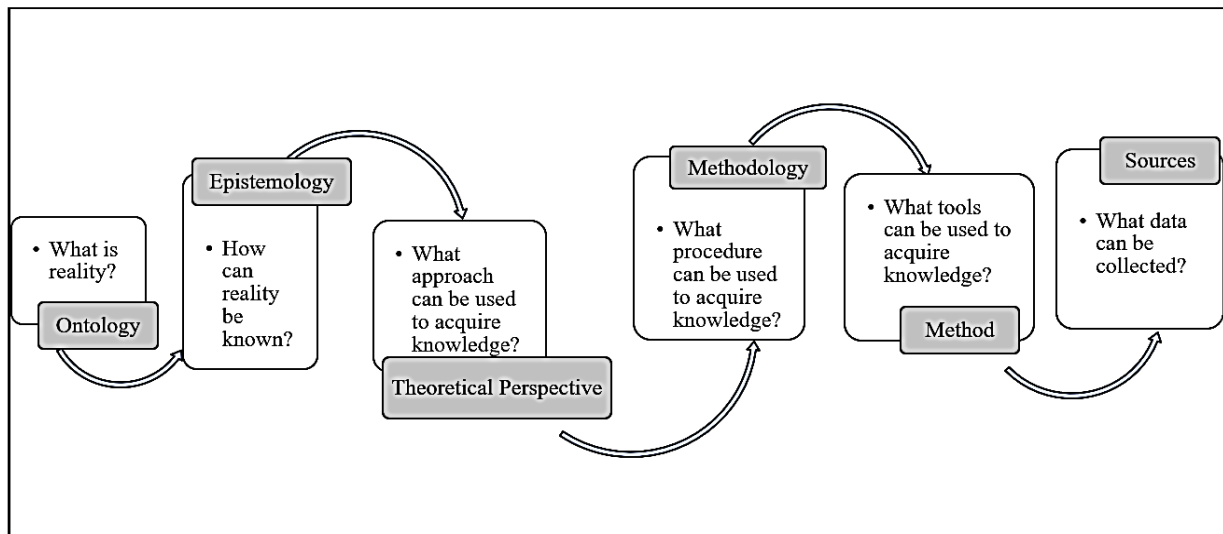 • What is
reality?
Ontology
Epistemology
• How
can
reality
be
known?
• What
approach
can be used
to acquire
knowledge?
Theoretical Perspective
Methodology
• What
procedure
can be used
to acquire
knowledge?
• What tools
can be used to
acquire
knowledge?
Method
Sources
• What data
can be
collected?